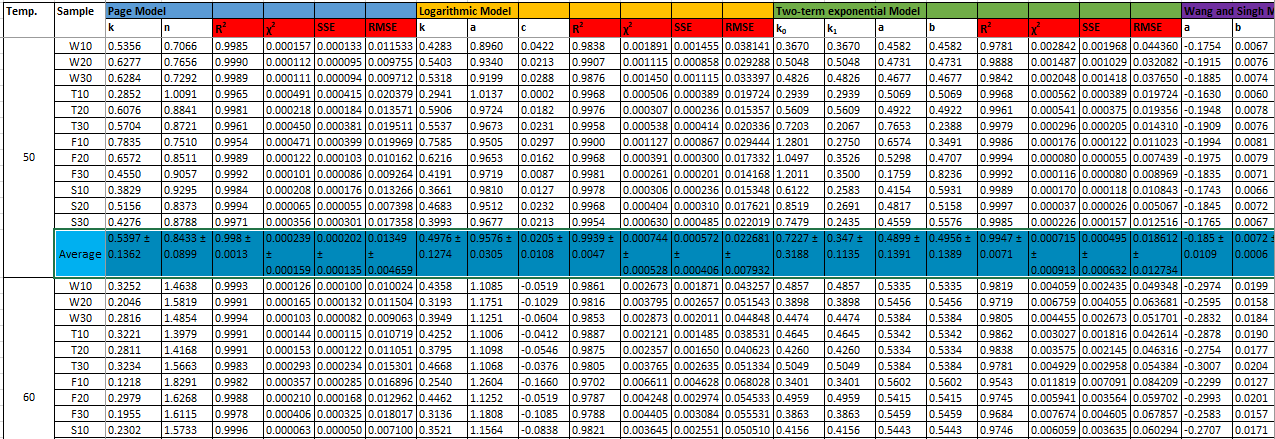 Temp. Sample Page Model Logarithmic Model Two-term exponential Model Wang and Singh M
k n R² χ² SSE RMSE k a c R² χ² SSE RMSE k₀ k₁ a b R² χ² SSE RMSE a b
W10 0.5356 0.7066 0.9985 0.000157 0.000133 0.011533 0.4283 0.8960 0.0422 0.9838 0.001891 0.001455 0.038141 0.3670 0.3670 0.4582 0.4582 0.9781 0.002842 0.001968 0.044360 -0.1754 0.0067
W20 0.6277 0.7656 0.9990 0.000112 0.000095 0.009755 0.5403 0.9340 0.0213 0.9907 0.001115 0.000858 0.029288 0.5048 0.5048 0.4731 0.4731 0.9888 0.001487 0.001029 0.032082 -0.1915 0.0076
W30 0.6284 0.7292 0.9989 0.000111 0.000094 0.009712 0.5318 0.9199 0.0288 0.9876 0.001450 0.001115 0.033397 0.4826 0.4826 0.4677 0.4677 0.9842 0.002048 0.001418 0.037650 -0.1885 0.0074
T10 0.2852 1.0091 0.9965 0.000491 0.000415 0.020379 0.2941 1.0137 0.0002 0.9968 0.000506 0.000389 0.019724 0.2939 0.2939 0.5069 0.5069 0.9968 0.000562 0.000389 0.019724 -0.1630 0.0060
T20 0.6076 0.8841 0.9981 0.000218 0.000184 0.013571 0.5906 0.9724 0.0182 0.9976 0.000307 0.000236 0.015357 0.5609 0.5609 0.4922 0.4922 0.9961 0.000541 0.000375 0.019356 -0.1948 0.0078
T30 0.5704 0.8721 0.9961 0.000450 0.000381 0.019511 0.5537 0.9673 0.0231 0.9958 0.000538 0.000414 0.020336 0.7203 0.2067 0.7653 0.2388 0.9979 0.000296 0.000205 0.014310 -0.1909 0.0076
F10 0.7835 0.7510 0.9954 0.000471 0.000399 0.019969 0.7585 0.9505 0.0297 0.9900 0.001127 0.000867 0.029444 1.2801 0.2750 0.6574 0.3491 0.9986 0.000176 0.000122 0.011023 -0.1994 0.0081
50 F20 0.6572 0.8511 0.9989 0.000122 0.000103 0.010162 0.6216 0.9653 0.0162 0.9968 0.000391 0.000300 0.017332 1.0497 0.3526 0.5298 0.4707 0.9994 0.000080 0.000055 0.007439 -0.1975 0.0079
F30 0.4550 0.9057 0.9992 0.000101 0.000086 0.009264 0.4191 0.9719 0.0087 0.9981 0.000261 0.000201 0.014168 1.2011 0.3500 0.1759 0.8236 0.9992 0.000116 0.000080 0.008969 -0.1835 0.0071
S10 0.3829 0.9295 0.9984 0.000208 0.000176 0.013266 0.3661 0.9810 0.0127 0.9978 0.000306 0.000236 0.015348 0.6122 0.2583 0.4154 0.5931 0.9989 0.000170 0.000118 0.010843 -0.1743 0.0066
S20 0.5156 0.8373 0.9994 0.000065 0.000055 0.007398 0.4683 0.9512 0.0232 0.9968 0.000404 0.000310 0.017621 0.8519 0.2691 0.4817 0.5158 0.9997 0.000037 0.000026 0.005067 -0.1845 0.0072
S30 0.4276 0.8788 0.9971 0.000356 0.000301 0.017358 0.3993 0.9677 0.0213 0.9954 0.000630 0.000485 0.022019 0.7479 0.2435 0.4559 0.5576 0.9985 0.000226 0.000157 0.012516 -0.1765 0.0067
0.5397 ± 0.8433 ± 0.998 ± 0.000239 0.000202 0.01349 0.4976 ± 0.9576 ± 0.0205 ± 0.9939 ± 0.000744 0.000572 0.022681 0.7227 ± 0.347 ± 0.4899 ± 0.4956 ± 0.9947 ± 0.000715 0.000495 0.018612 -0.185 ± 0.0072 ±
Average 0.1362 0.0899 0.0013 ± ± ± 0.1274 0.0305 0.0108 0.0047 ± ± ± 0.3188 0.1135 0.1391 0.1389 0.0071 ± ± ± 0.0109 0.0006
0.000159 0.000135 0.004659 0.000528 0.000406 0.007932 0.000913 0.000632 0.012734
W10 0.3252 1.4638 0.9993 0.000126 0.000100 0.010024 0.4358 1.1085 -0.0519 0.9861 0.002673 0.001871 0.043257 0.4857 0.4857 0.5335 0.5335 0.9819 0.004059 0.002435 0.049348 -0.2974 0.0199
W20 0.2046 1.5819 0.9991 0.000165 0.000132 0.011504 0.3193 1.1751 -0.1029 0.9816 0.003795 0.002657 0.051543 0.3898 0.3898 0.5456 0.5456 0.9719 0.006759 0.004055 0.063681 -0.2595 0.0158
W30 0.2816 1.4854 0.9994 0.000103 0.000082 0.009063 0.3949 1.1251 -0.0604 0.9853 0.002873 0.002011 0.044848 0.4474 0.4474 0.5384 0.5384 0.9805 0.004455 0.002673 0.051701 -0.2832 0.0184
T10 0.3221 1.3979 0.9991 0.000144 0.000115 0.010719 0.4252 1.1006 -0.0412 0.9887 0.002121 0.001485 0.038531 0.4645 0.4645 0.5342 0.5342 0.9862 0.003027 0.001816 0.042614 -0.2878 0.0190
T20 0.2811 1.4168 0.9991 0.000153 0.000122 0.011051 0.3795 1.1098 -0.0546 0.9875 0.002357 0.001650 0.040623 0.4260 0.4260 0.5334 0.5334 0.9838 0.003575 0.002145 0.046316 -0.2754 0.0177
T30 0.3234 1.5663 0.9983 0.000293 0.000234 0.015301 0.4668 1.1068 -0.0376 0.9805 0.003765 0.002635 0.051334 0.5049 0.5049 0.5384 0.5384 0.9781 0.004929 0.002958 0.054384 -0.3007 0.0204
F10 0.1218 1.8291 0.9982 0.000357 0.000285 0.016896 0.2540 1.2604 -0.1660 0.9702 0.006611 0.004628 0.068028 0.3401 0.3401 0.5602 0.5602 0.9543 0.011819 0.007091 0.084209 -0.2299 0.0127
60 F20 0.2979 1.6268 0.9988 0.000210 0.000168 0.012962 0.4462 1.1252 -0.0519 0.9787 0.004248 0.002974 0.054533 0.4959 0.4959 0.5415 0.5415 0.9745 0.005941 0.003564 0.059702 -0.2993 0.0201
F30 0.1955 1.6115 0.9978 0.000406 0.000325 0.018017 0.3136 1.1808 -0.1085 0.9788 0.004405 0.003084 0.055531 0.3863 0.3863 0.5459 0.5459 0.9684 0.007674 0.004605 0.067857 -0.2583 0.0157
S10 0.2302 1.5733 0.9996 0.000063 0.000050 0.007100 0.3521 1.1564 -0.0838 0.9821 0.003645 0.002551 0.050510 0.4156 0.4156 0.5443 0.5443 0.9746 0.006059 0.003635 0.060294 -0.2707 0.0171